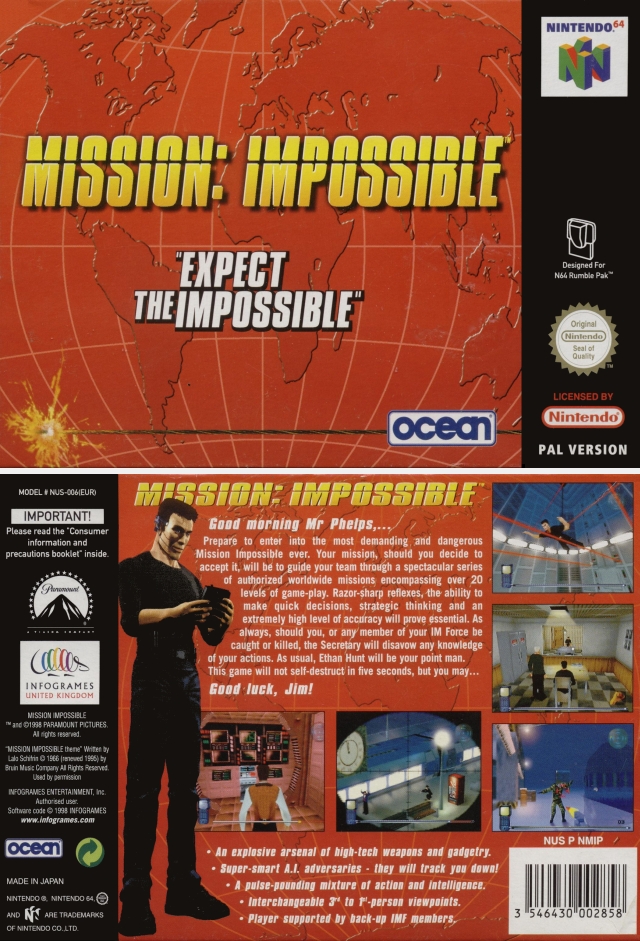 NINTENDO.64
MISSION: IMPOSSIBLE™
"EXPECT
THE IMPOSSIBLE"
Designed For
N64 Rumble Pak™
Original
Nintendo
Seal of
Quality
TM
LICENSED BY
Nintendo
ocean
PAL VERSION
MODEL # NUS-006(EUR)
IMPORTANT!
Please read the "Consumer
information and
precautions booklet" inside.
Paramount
A VIACOM COMPANY
INFOGRAMES
UNITED KINGDOM
MISSION IMPOSSIBLE
™ and ©1998 PARAMOUNT PICTURES.
All rights reserved.
"MISSION IMPOSSIBLE theme" Written by
Lalo Schifrin © 1966 (renewed 1995) by
Bruin Music Company All Rights Reserved.
Used by permission
INFOGRAMES ENTERTAINMENT, Inc.
Authorised user.
Software code © 1998 INFOGRAMES
www.infogrames.com
ocean
MADE IN JAPAN
NINTENDO ®, NINTENDO 64,
AND ARE TRADEMARKS
OF NINTENDO CO.,LTD.
MISSION: IMPOSSIBLE™
Good morning Mr Phelps,...
Prepare to enter into the most demanding and dangerous
Mission Impossible ever. Your mission, should you decide to
accept it, will be to guide your team through a spectacular series
of authorized worldwide missions encompassing over 20
levels of game-play. Razor-sharp reflexes, the ability to
make quick decisions, strategic thinking and an
extremely high level of accuracy will prove essential. As
always, should you, or any member of your IM Force be
caught or killed, the Secretary will disavow any knowledge
of your actions. As usual, Ethan Hunt will be your point man.
This game will not self-destruct in five seconds, but you may...
Good luck, Jim!
• An explosive arsenal of high-tech weapons and gadgetry.
• Super-smart A.I. adversaries - they will track you down!
• A pulse-pounding mixture of action and intelligence.
• Interchangeable 3rd to 1st-person viewpoints.
• Player supported by back-up IMF members.
NUS P NMIP
3 546430 002858